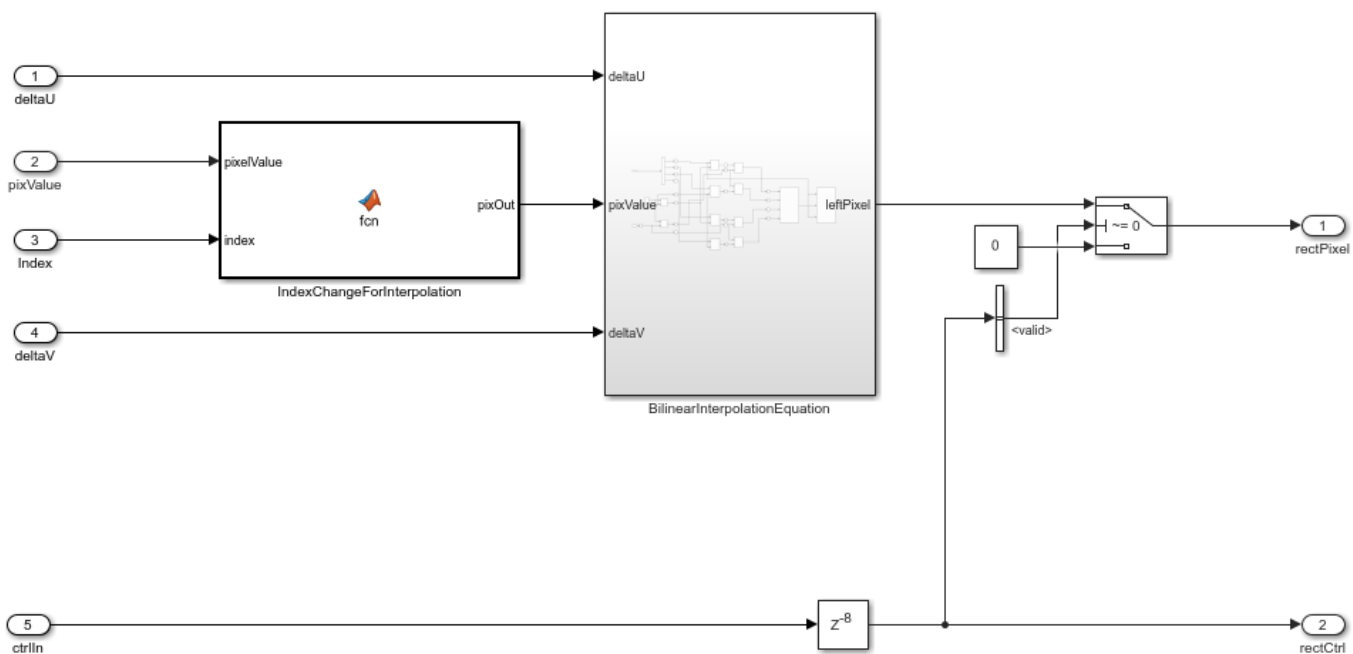 1
deltaU
deltaU
2
pixValue
pixelValue
fcn
pixOut
pixValue
leftPixel
~= 0
1
rectPixel
3
Index
index
0
IndexChangeForInterpolation
4
deltaV
deltaV
<valid>
BilinearInterpolationEquation
5
ctrlIn
Z-8
2
rectCtrl